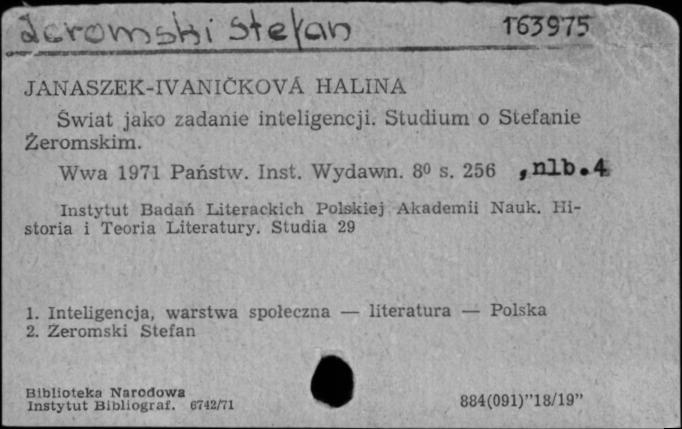 Żeromski Stefan 163975
JANASZEK-IVANIČKOVÁ HALINA
Świat jako zadanie inteligencji. Studium o Stefanie
Żeromskim.
Wwa 1971 Państw. Inst. Wydawn. 8⁰ s. 256 ,nlb.4
Instytut Badań Literackich Polskiej Akademii Nauk. Hi-
storia i Teoria Literatury. Studia 29
1. Inteligencja, warstwa społeczna — literatura — Polska
2. Żeromski Stefan
Biblioteka Narodowa
Instytut Bibliograf. 6742/71
884(091)"18/19"